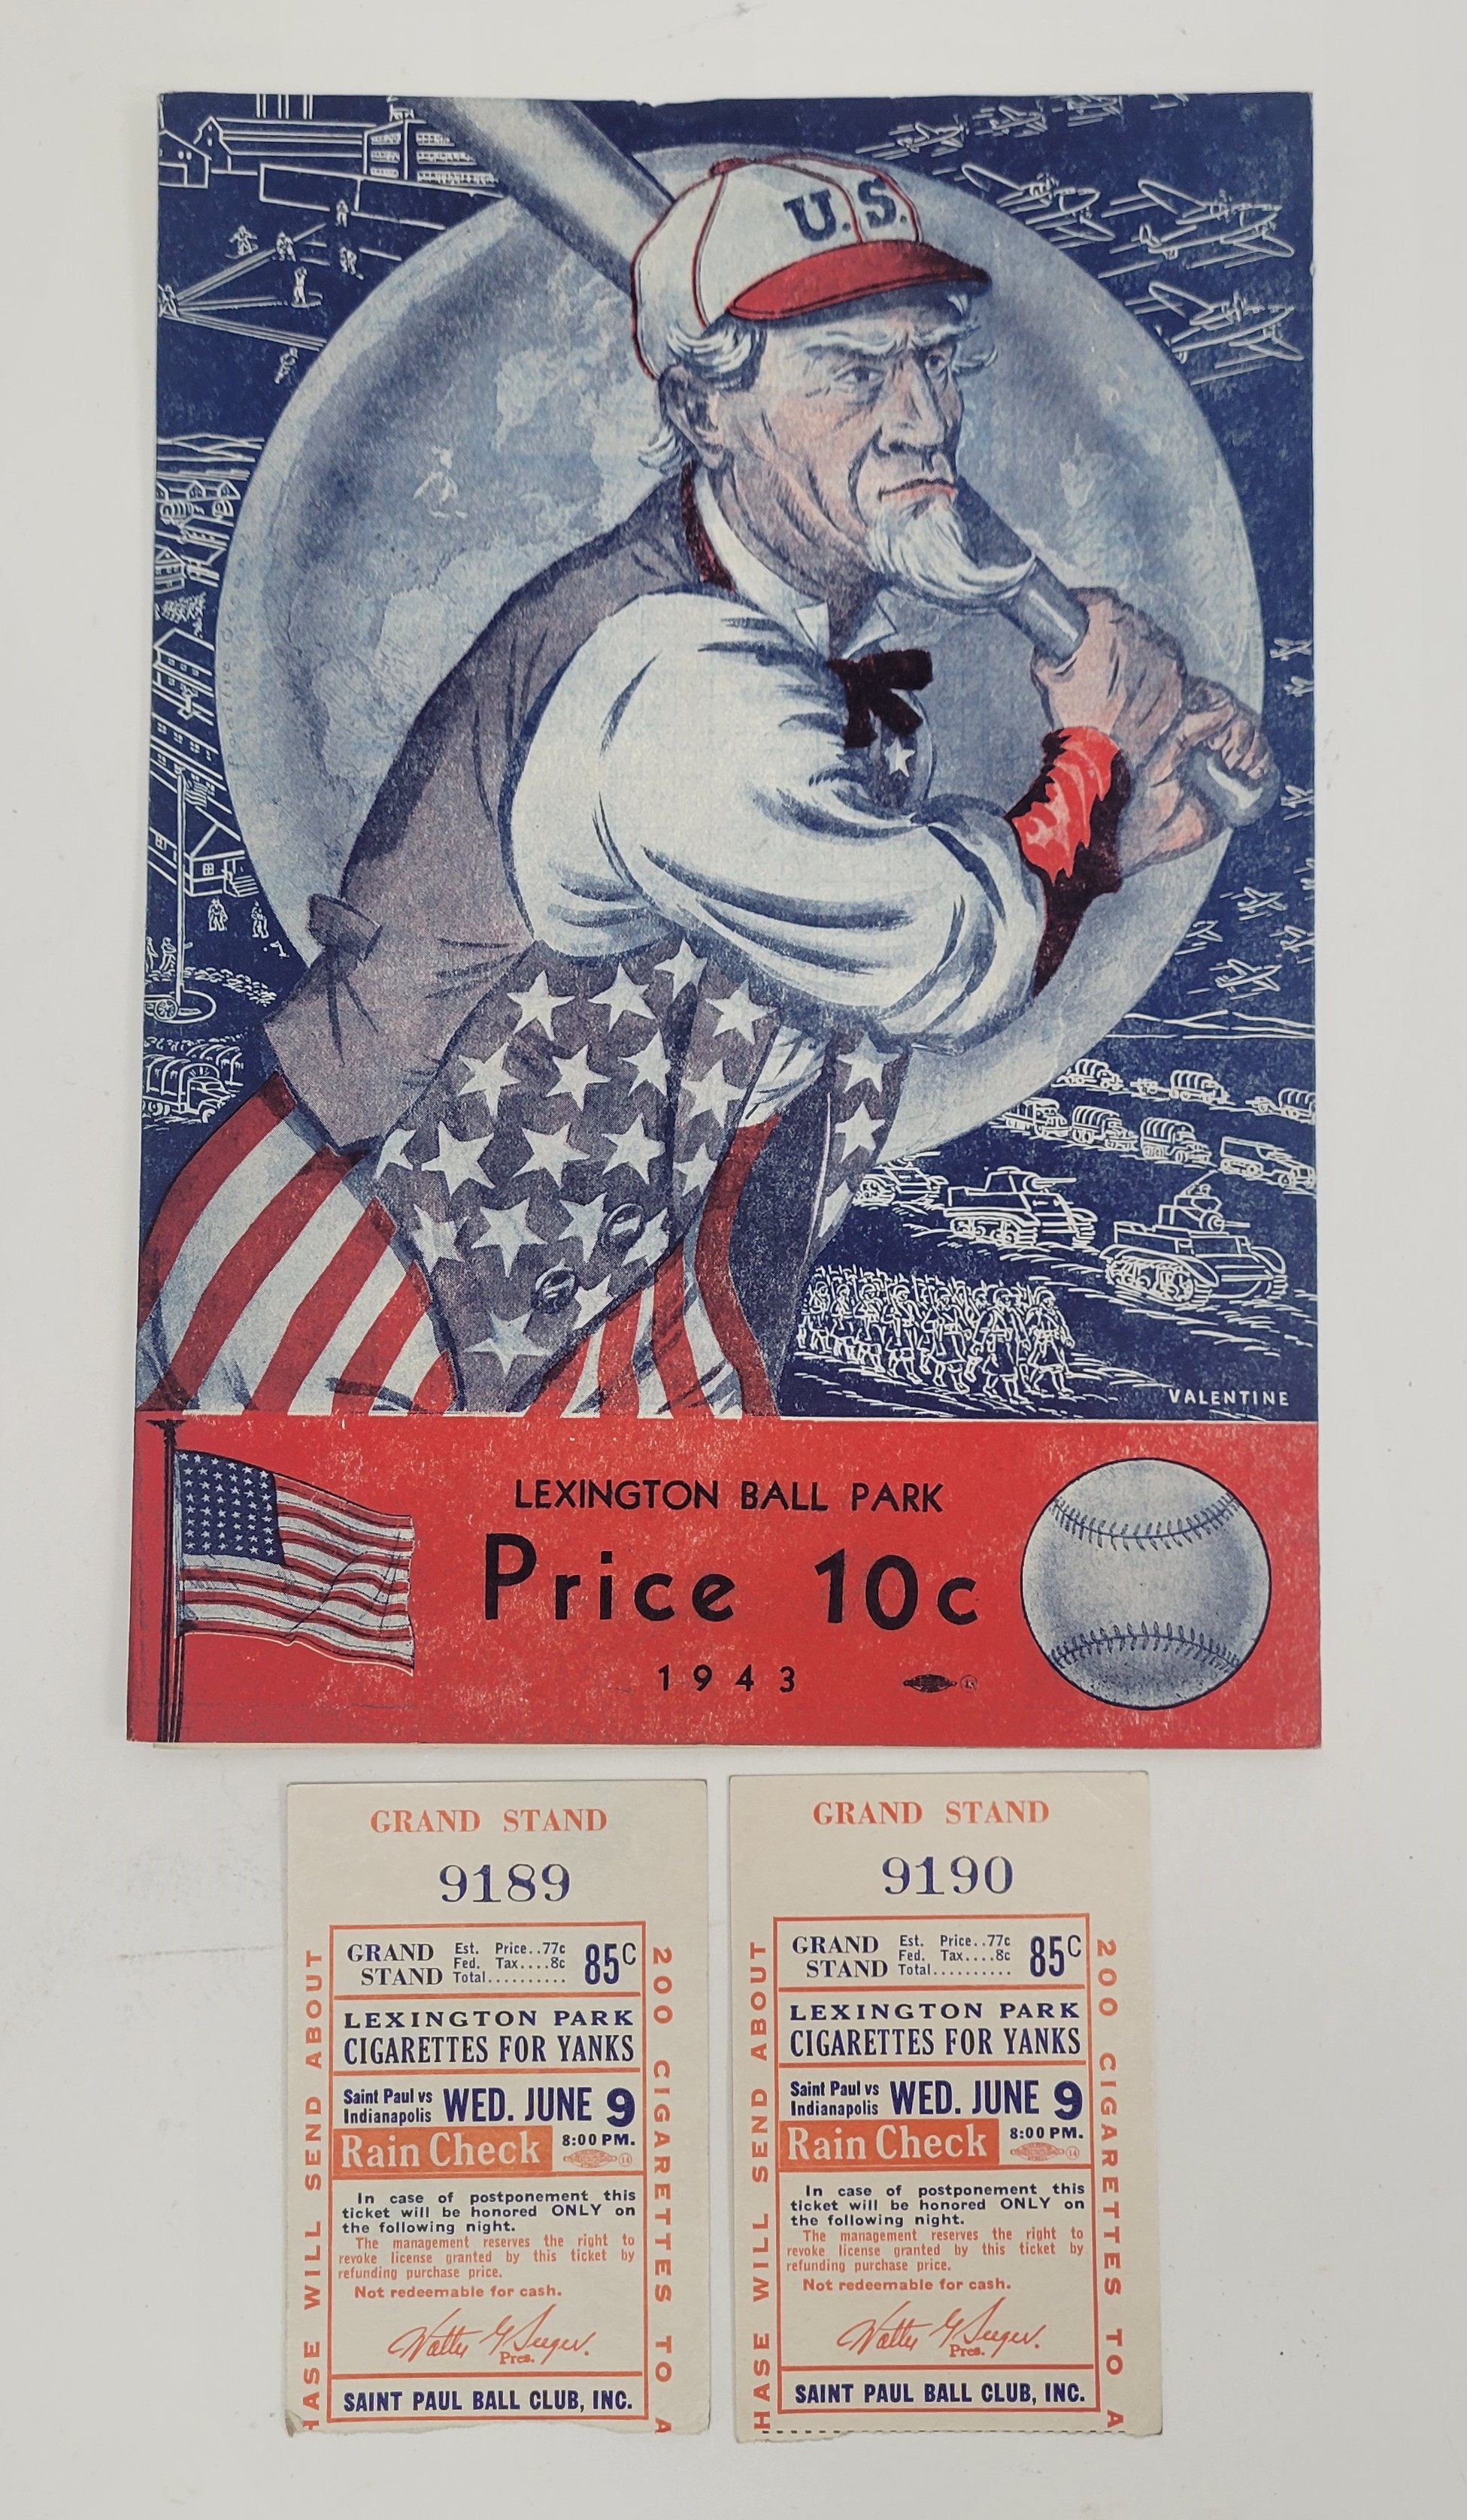 U.S.
VALENTINE
LEXINGTON BALL PARK
Price 10c
1943
GRAND STAND
9189
GRAND STAND
Est. Price..77c
Fed. Tax....8c
Total..........
85c
LEXINGTON PARK
CIGARETTES FOR YANKS
Saint Paul vs
Indianapolis
WED. JUNE 9
Rain Check
8:00 PM.
14
In case of postponement this
ticket will be honored ONLY on
the following night.
The management reserves the right to
revoke license granted by this ticket by
refunding purchase price.
Not redeemable for cash.
Walter G Seeger.
Pres.
SAINT PAUL BALL CLUB, INC.
HASE WILL SEND ABOUT
200 CIGARETTES TO A
GRAND STAND
9190
GRAND STAND
Est. Price..77c
Fed. Tax....8c
Total..........
85c
LEXINGTON PARK
CIGARETTES FOR YANKS
Saint Paul vs
Indianapolis
WED. JUNE 9
Rain Check
8:00 PM.
14
In case of postponement this
ticket will be honored ONLY on
the following night.
The management reserves the right to
revoke license granted by this ticket by
refunding purchase price.
Not redeemable for cash.
Walter G Seeger.
Pres.
SAINT PAUL BALL CLUB, INC.
HASE WILL SEND ABOUT
200 CIGARETTES TO A